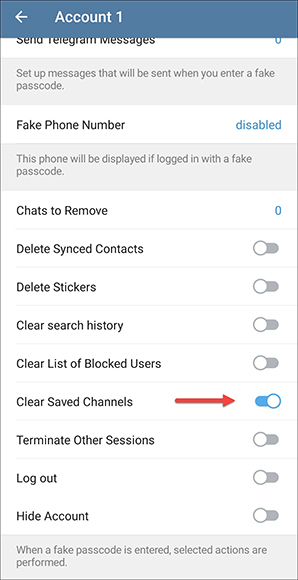 Account 1
Send Telegram Messages 0
Set up messages that will be sent when you enter a fake
passcode.
Fake Phone Number disabled
This phone will be displayed if logged in with a fake
passcode.
Chats to Remove 0
Delete Synced Contacts
Delete Stickers
Clear search history
Clear List of Blocked Users
Clear Saved Channels
Terminate Other Sessions
Log out
Hide Account
When a fake passcode is entered, selected actions are
performed.